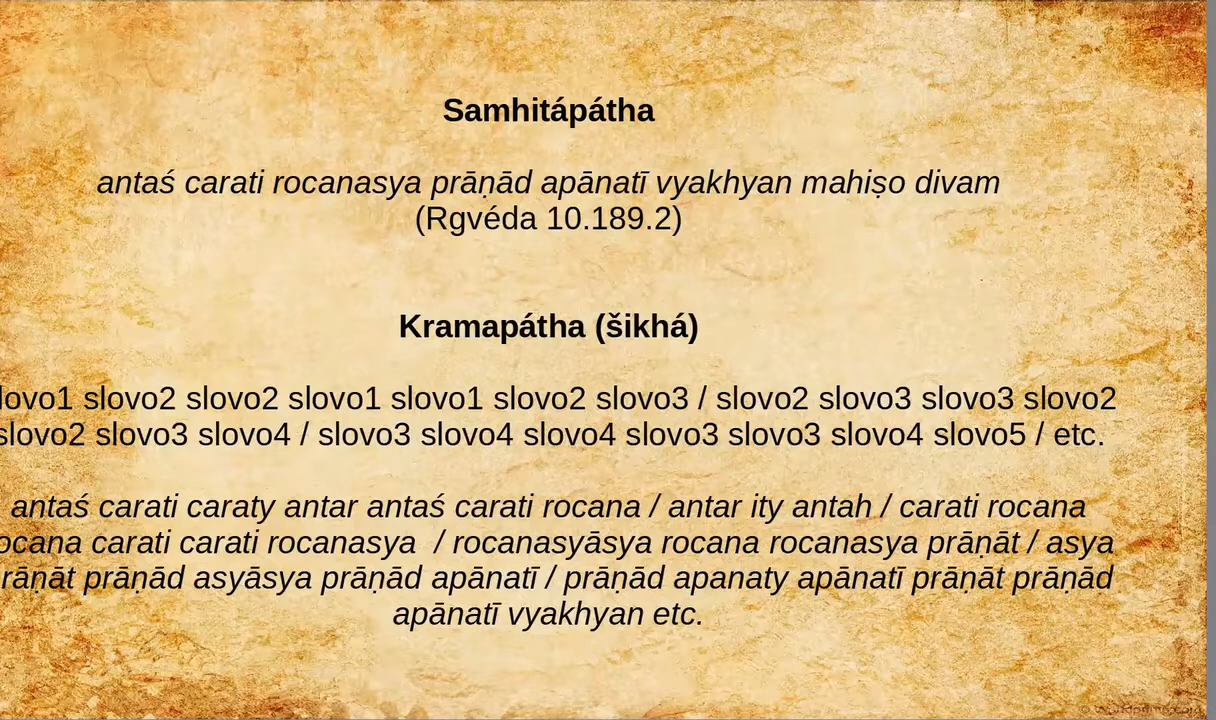 Samhitápátha
antaś carati rocanasya prāṇād apānatī vyakhyan mahiṣo divam
(Rgvéda 10.189.2)
Kramapátha (šikhá)
lovo1 slovo2 slovo2 slovo1 slovo1 slovo2 slovo3 / slovo2 slovo3 slovo3 slovo2
slovo2 slovo3 slovo4 / slovo3 slovo4 slovo4 slovo3 slovo3 slovo4 slovo5 / etc.
antaś carati caraty antar antaś carati rocana / antar ity antah / carati rocana
ocana carati carati rocanasya / rocanasyāsya rocana rocanasya prāṇāt / asya
rāṇāt prāṇād asyāsya prāṇād apānatī / prāṇād apanaty apānatī prāṇāt prāṇād
apānatī vyakhyan etc.